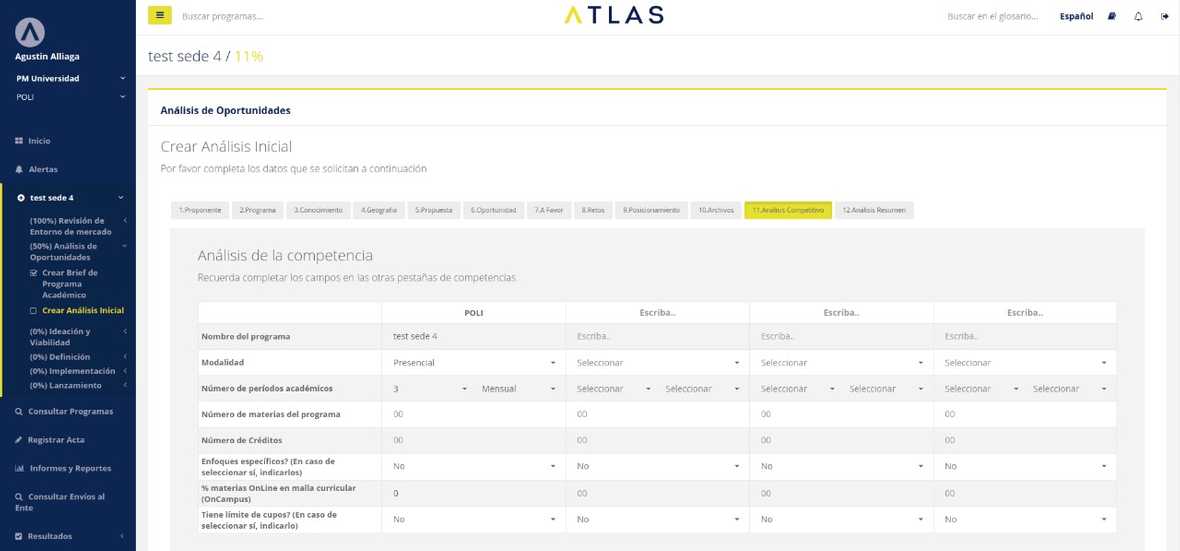 Agustin Alliaga
PM Universidad
POLI
Inicio
Alertas
test sede 4
(100%) Revisión de
Entorno de mercado
(50%) Análisis de
Oportunidades
Crear Brief de
Programa
Académico
Crear Análisis Inicial
(0%) Ideación y
Viabilidad
(0%) Definición
(0%) Implementación
(0%) Lanzamiento
Consultar Programas
Registrar Acta
Informes y Reportes
Consultar Envíos al
Ente
Resultados
Buscar programas...
ATLAS
Buscar en el glosario...
Español
test sede 4 / 11%
Análisis de Oportunidades
Crear Análisis Inicial
Por favor completa los datos que se solicitan a continuación
1.Proponente 2.Programa 3.Conocimiento 4.Geografia 5.Propuesta 6.Oportunidad 7.A Favor 8.Retos 9.Posicionamiento 10.Archivos 11.Análisis Competitivo 12.Analisis Resumen
Análisis de la competencia
Recuerda completar los campos en las otras pestañas de competencias.
POLI Escriba.. Escriba.. Escriba..
Nombre del programa test sede 4 Escriba.. Escriba.. Escriba..
Modalidad Presencial Seleccionar Seleccionar Seleccionar
Número de períodos académicos 3 Mensual Seleccionar Seleccionar Seleccionar Seleccionar Seleccionar Seleccionar
Número de materias del programa 00 00 00 00
Número de Créditos 00 00 00 00
Enfoques específicos? (En caso de
seleccionar sí, indicarlos) No No No No
% materias OnLine en malla curricular
(OnCampus) 0 00 00 00
Tiene límite de cupos? (En caso de
seleccionar sí, indicarlo) No No No No